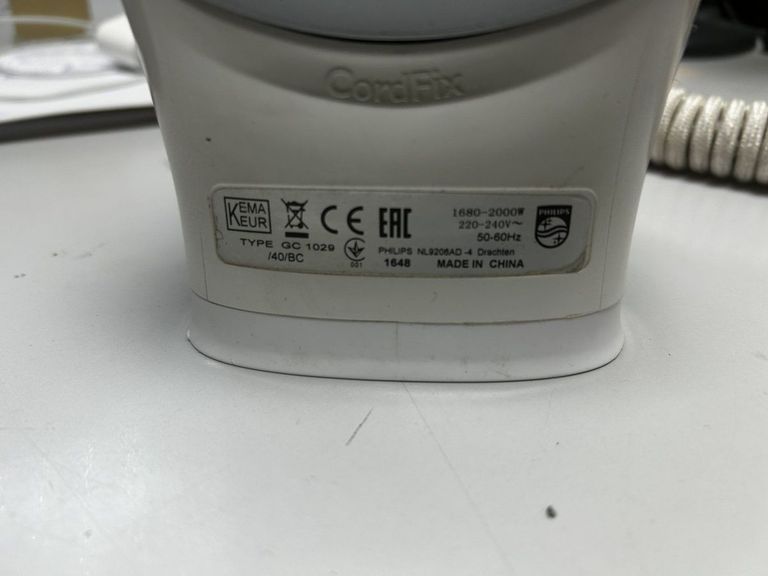 CordFix
KEMA
KEUR
CE EAC
1680-2000W
220-240V~
50-60Hz
PHILIPS
TYPE GC 1029
/40/BC
001
PHILIPS NL9206AD -4 Drachten
1648 MADE IN CHINA